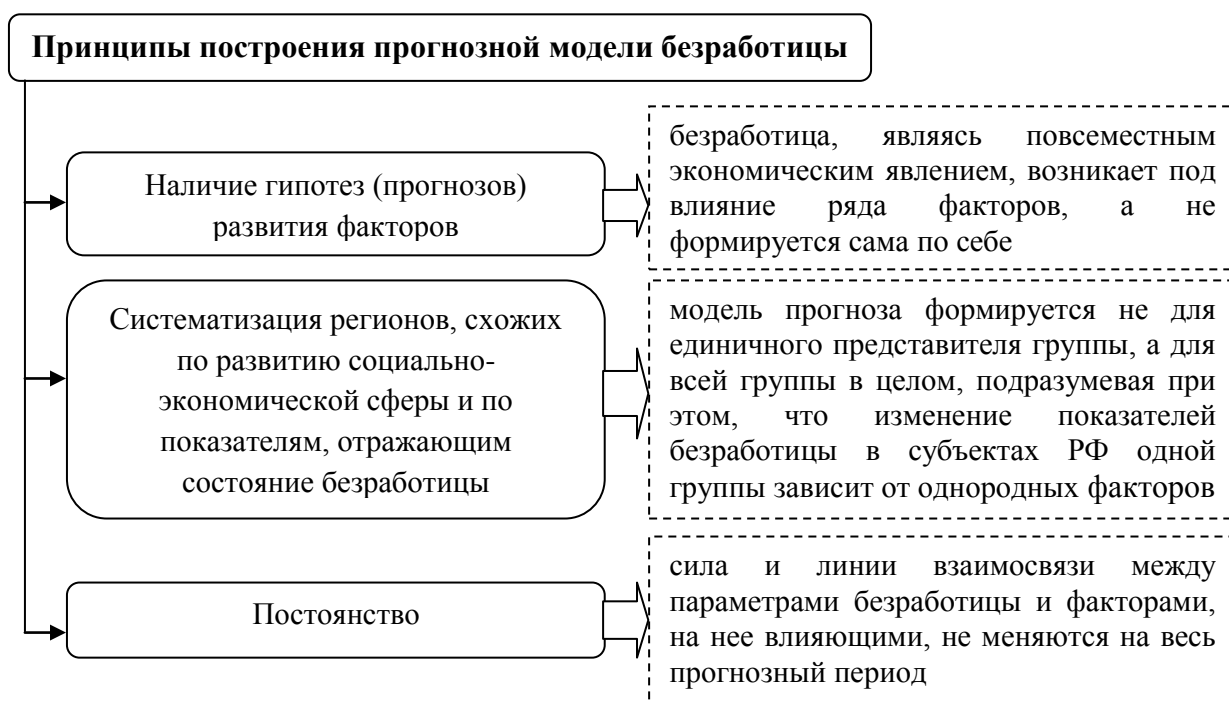 Принципы построения прогнозной модели безработицы
Наличие гипотез (прогнозов)
развития факторов
безработица, являясь повсеместным
экономическим явлением, возникает под
влияние ряда факторов, а не
формируется сама по себе
Систематизация регионов, схожих
по развитию социально-
экономической сферы и по
показателям, отражающим
состояние безработицы
модель прогноза формируется не для
единичного представителя группы, а для
всей группы в целом, подразумевая при
этом, что изменение показателей
безработицы в субъектах РФ одной
группы зависит от однородных факторов
Постоянство
сила и линии взаимосвязи между
параметрами безработицы и факторами,
на нее влияющими, не меняются на весь
прогнозный период